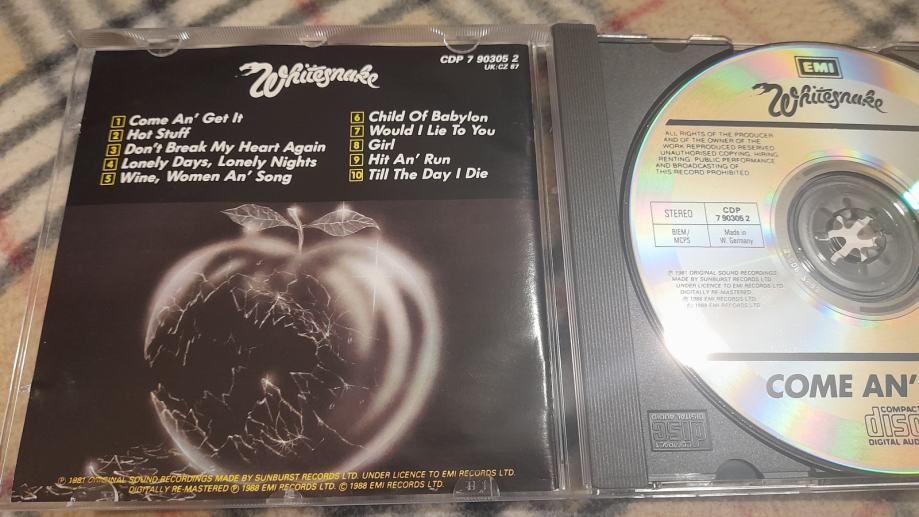 Whitesnake
CDP 7 90305 2
UK:CZ 87
1 Come An' Get It
2 Hot Stuff
3 Don't Break My Heart Again
4 Lonely Days, Lonely Nights
5 Wine, Women An' Song
6 Child Of Babylon
7 Would I Lie To You
8 Girl
9 Hit An' Run
10 Till The Day I Die
℗ 1981 ORIGINAL SOUND RECORDINGS MADE BY SUNBURST RECORDS LTD. UNDER LICENCE TO EMI RECORDS LTD.
DIGITALLY RE-MASTERED ℗ 1988 EMI RECORDS LTD. © 1988 EMI RECORDS LTD.
EMI
Whitesnake
ALL RIGHTS OF THE PRODUCER
AND OF THE OWNER OF THE
WORK REPRODUCED RESERVED
UNAUTHORISED COPYING, HIRING,
RENTING, PUBLIC PERFORMANCE
AND BROADCASTING OF
THIS RECORD PROHIBITED
STEREO
CDP
7 90305 2
BIEM/
MCPS
Made in
W. Germany
℗ 1981 ORIGINAL SOUND RECORDINGS
MADE BY SUNBURST RECORDS LTD.
UNDER LICENCE TO EMI RECORDS LTD.
DIGITALLY RE-MASTERED
℗ 1988 EMI RECORDS LTD.
© 1988 EMI RECORDS LTD.
COME AN'
COMPACT
disc
DIGITAL AUDIO
COMPACT
disc
DIGITAL AUDIO